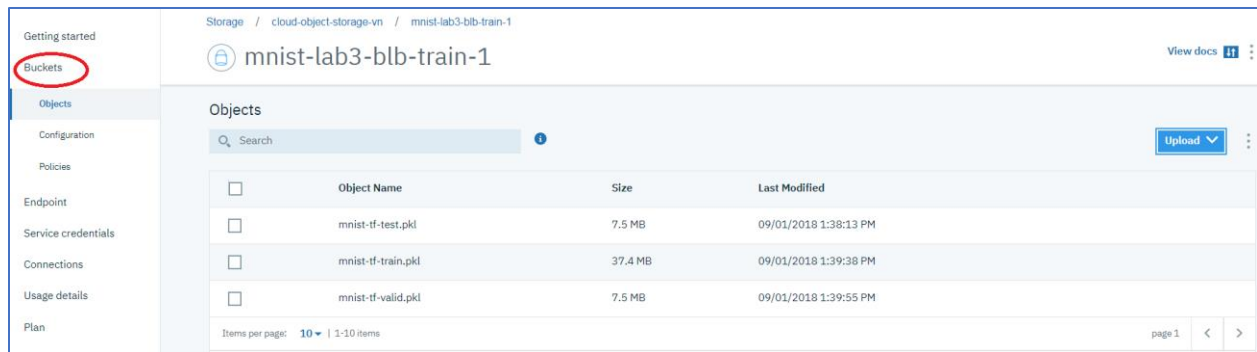 Getting started
Buckets
Objects
Configuration
Policies
Endpoint
Service credentials
Connections
Usage details
Plan
Storage / cloud-object-storage-vn / mnist-lab3-blb-train-1
mnist-lab3-blb-train-1
View docs
Objects
Search
Upload
Object Name Size Last Modified
mnist-tf-test.pkl 7.5 MB 09/01/2018 1:38:13 PM
mnist-tf-train.pkl 37.4 MB 09/01/2018 1:39:38 PM
mnist-tf-valid.pkl 7.5 MB 09/01/2018 1:39:55 PM
Items per page: 10 | 1-10 items page 1